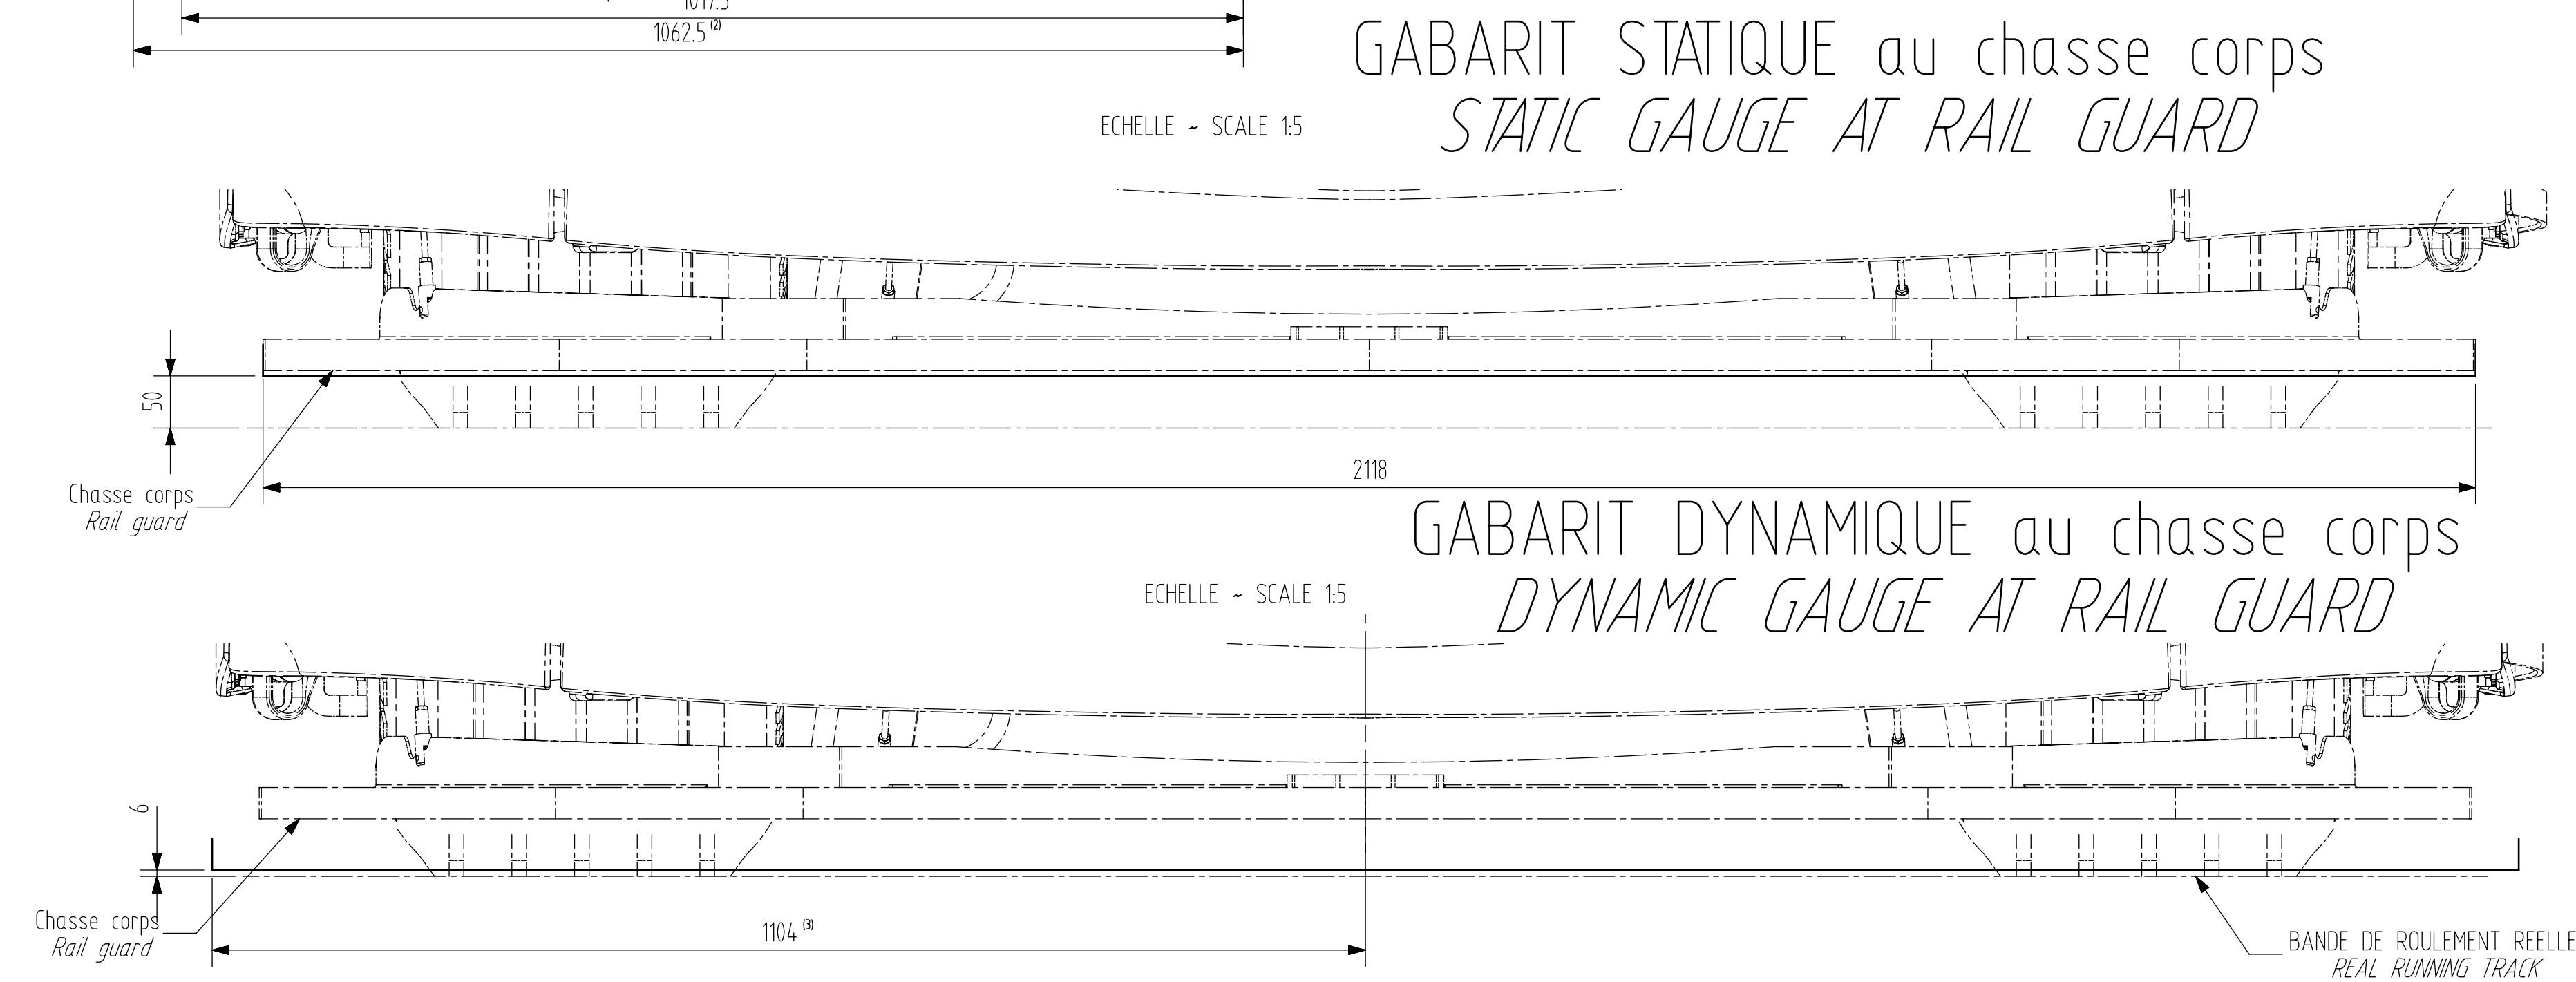 1017.5
1062.5 (2)
GABARIT STATIQUE au chasse corps
STATIC GAUGE AT RAIL GUARD
ECHELLE ~ SCALE 1:5
50
2118
Chasse corps
Rail guard
GABARIT DYNAMIQUE au chasse corps
DYNAMIC GAUGE AT RAIL GUARD
ECHELLE ~ SCALE 1:5
6
Chasse corps
Rail guard
1104 (3)
BANDE DE ROULEMENT REELLE
REAL RUNNING TRACK